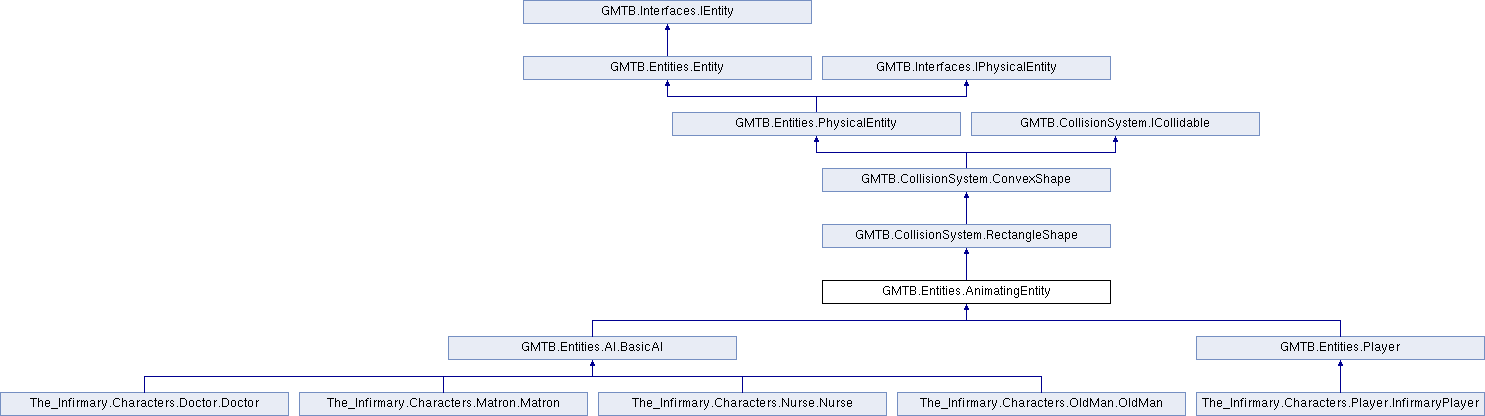 GMTB.Interfaces.IEntity
GMTB.Entities.Entity
GMTB.Interfaces.IPhysicalEntity
GMTB.Entities.PhysicalEntity
GMTB.CollisionSystem.ICollidable
GMTB.CollisionSystem.ConvexShape
GMTB.CollisionSystem.RectangleShape
GMTB.Entities.AnimatingEntity
GMTB.Entities.AI.BasicAI
GMTB.Entities.Player
The_Infirmary.Characters.Doctor.Doctor
The_Infirmary.Characters.Matron.Matron
The_Infirmary.Characters.Nurse.Nurse
The_Infirmary.Characters.OldMan.OldMan
The_Infirmary.Characters.Player.InfirmaryPlayer